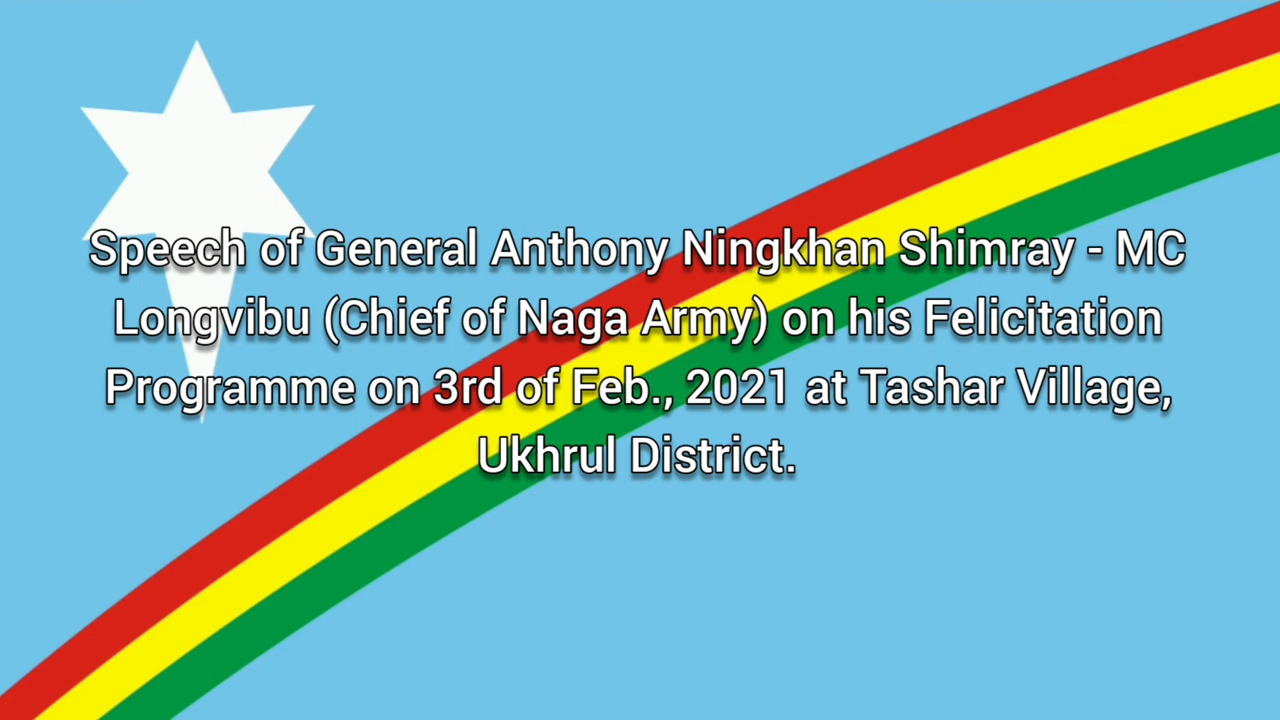 Speech of General Anthony Ningkhan Shimray - MC
Longvibu (Chief of Naga Army) on his Felicitation
Programme on 3rd of Feb., 2021 at Tashar Village,
Ukhrul District.